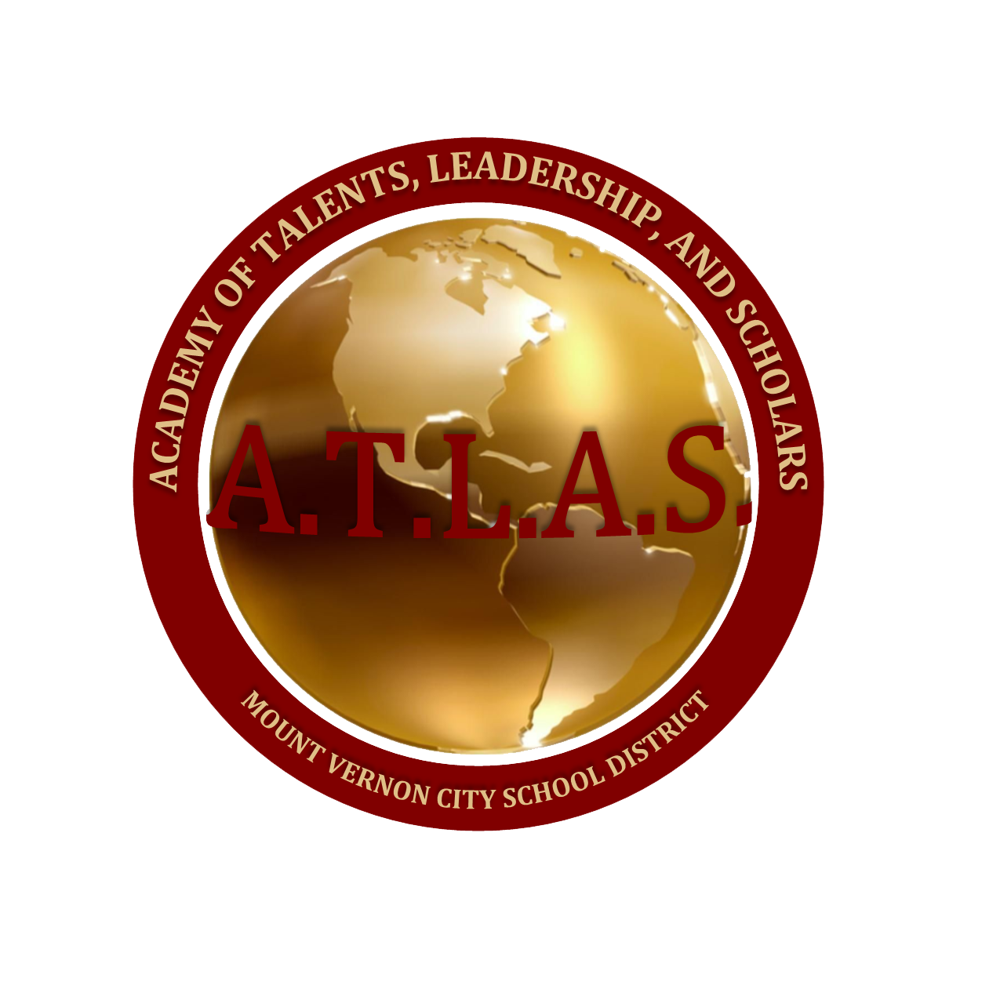 ACADEMY OF TALENTS, LEADERSHIP, AND SCHOLARS
A.T.L.A.S.
MOUNT VERNON CITY SCHOOL DISTRICT